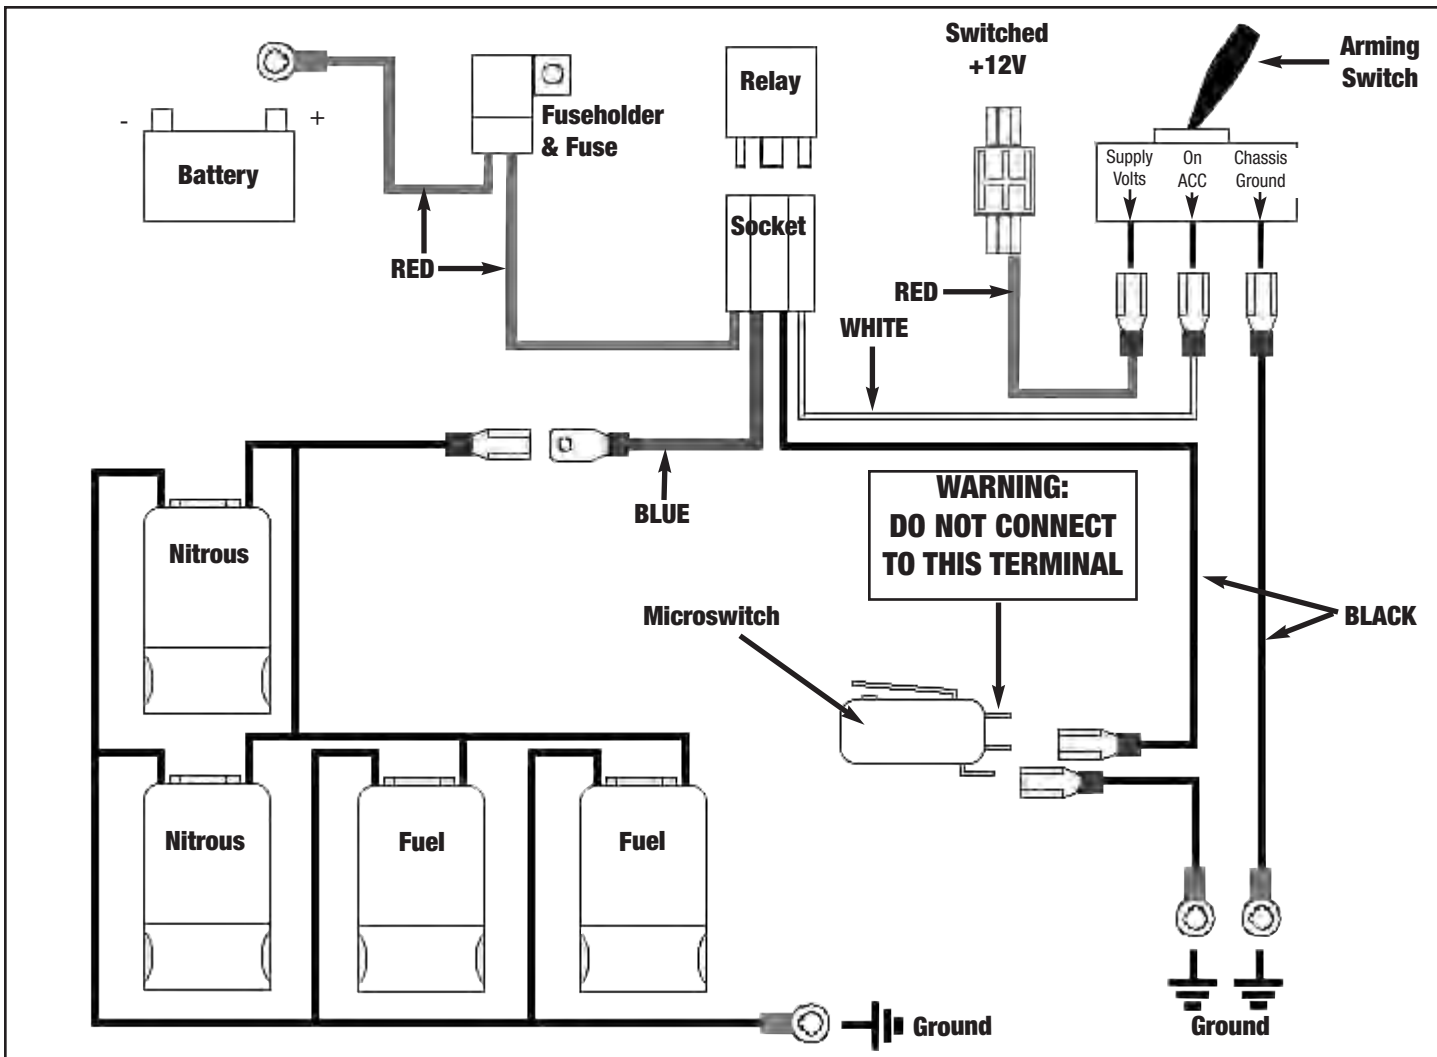 Switched
+12V
Arming
Switch
Relay
Fuseholder
& Fuse
- +
Battery
Supply
Volts
On
ACC
Chassis
Ground
Socket
RED
RED
WHITE
BLUE
WARNING:
DO NOT CONNECT
TO THIS TERMINAL
Nitrous
Microswitch
BLACK
Nitrous
Fuel
Fuel
Ground
Ground